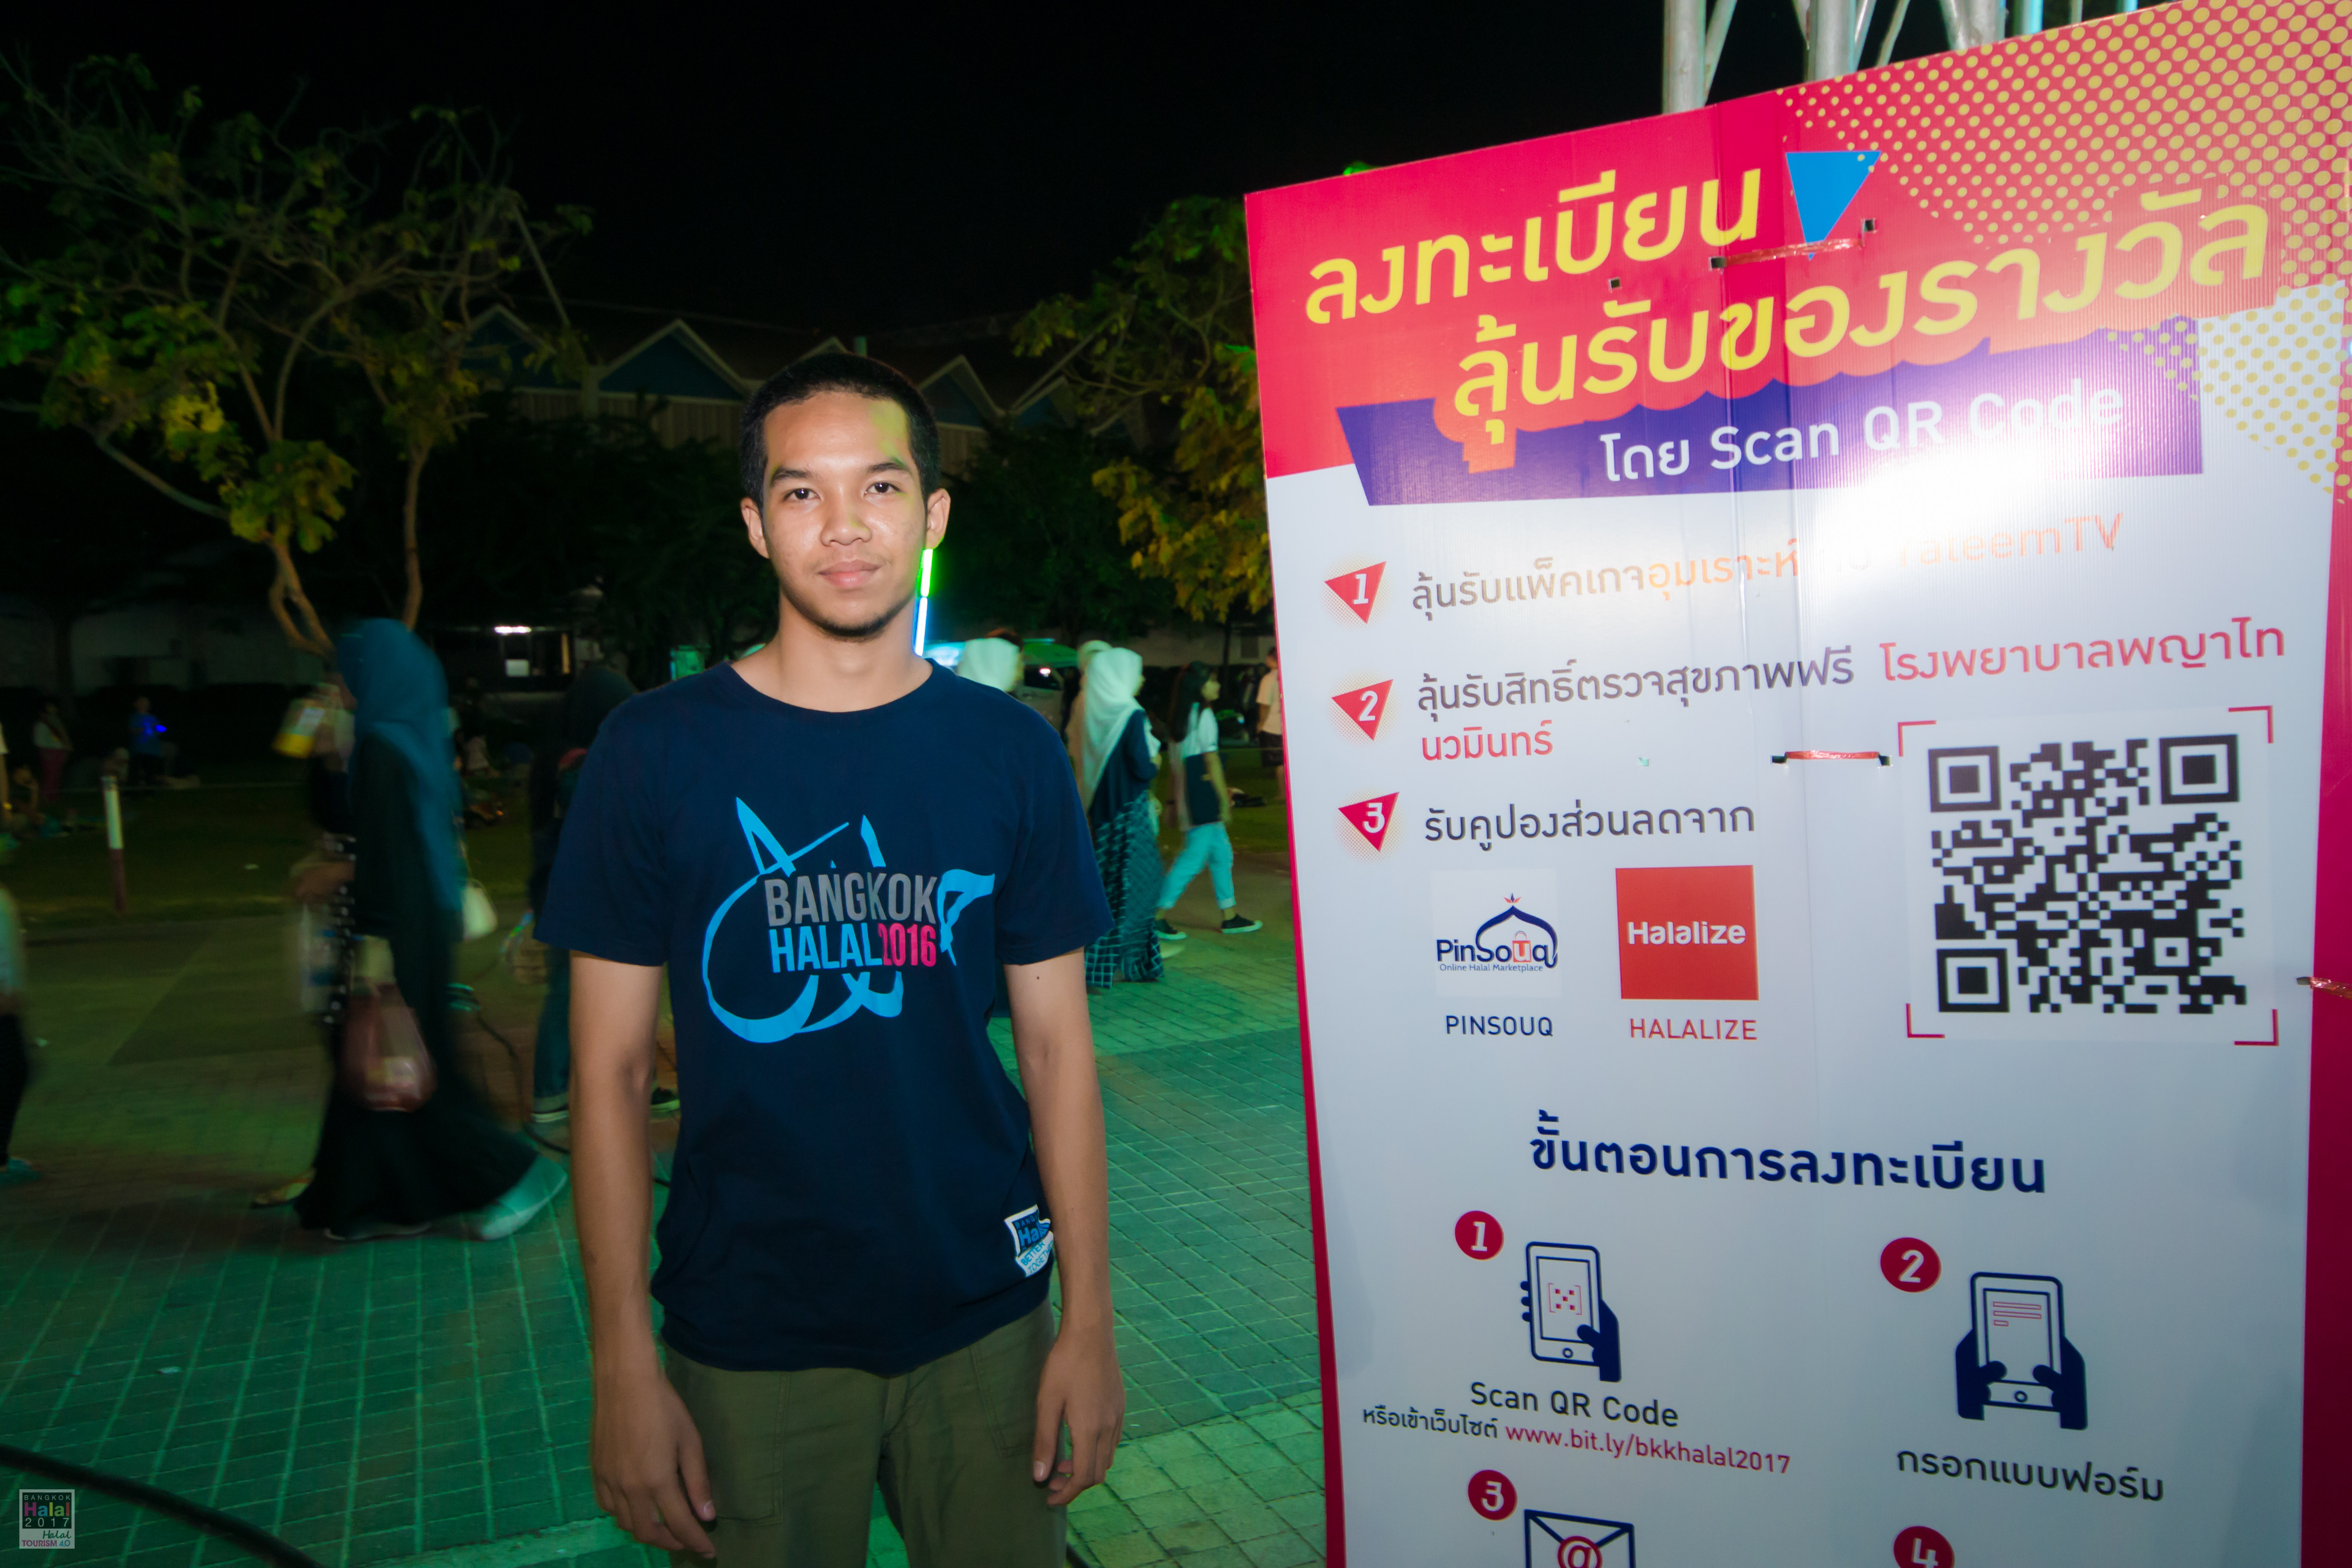 ลงทะเบียน
ลุ้นรับของรางวัล
โดย Scan QR Code
1 ลุ้นรับแพ็คเกจอุมเราะห์ YateemTV
2 ลุ้นรับสิทธิ์ตรวจสุขภาพฟรี โรงพยาบาลพญาไท
นวมินทร์
3 รับคูปองส่วนลดจาก
PinSouq
Online Halal Marketplace
Halalize
PINSOUQ
HALALIZE
ขั้นตอนการลงทะเบียน
1
2
Scan QR Code
หรือเข้าเว็บไซต์ www.bit.ly/bkkhalal2017
กรอกแบบฟอร์ม
3
@
4
BANGKOK
HALAL2016
BETTER
BANGKOK
Halal
2017
Halal
TOURISM 4.0